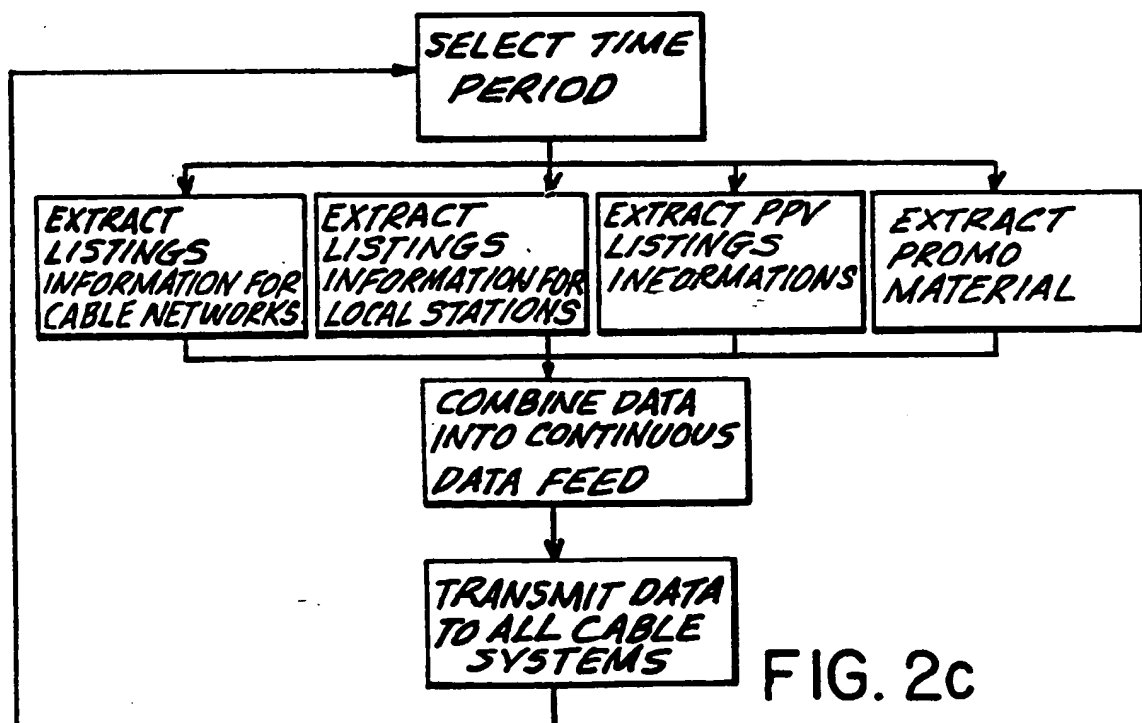 SELECT TIME
PERIOD
EXTRACT
LISTINGS
INFORMATION FOR
CABLE NETWORKS
EXTRACT
LISTINGS
INFORMATION FOR
LOCAL STATIONS
EXTRACT PPV
LISTINGS
INFORMATIONS
EXTRACT
PROMO
MATERIAL
COMBINE DATA
INTO CONTINUOUS
DATA FEED
TRANSMIT DATA
TO ALL CABLE
SYSTEMS
FIG. 2c